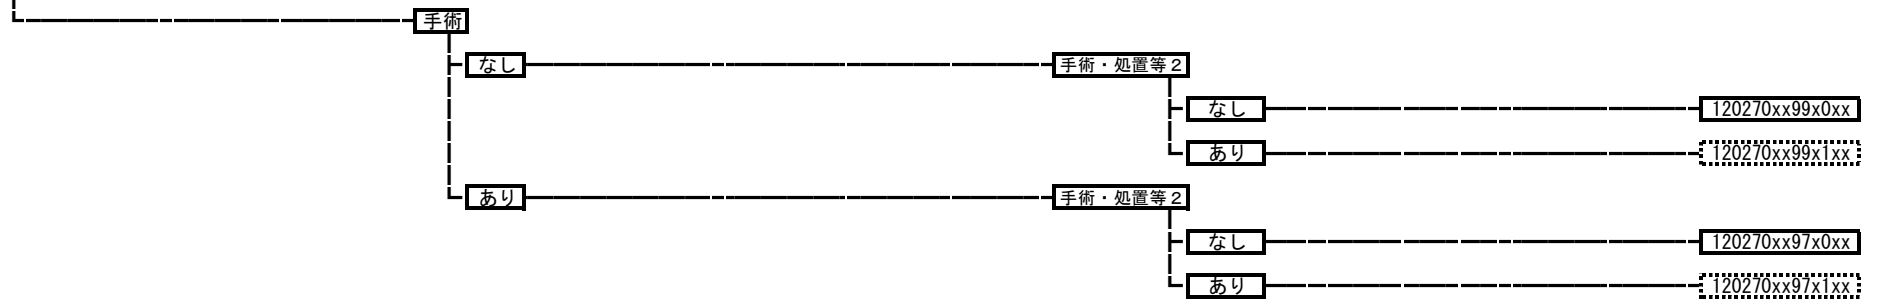 手術
なし 手術・処置等２
なし 120270xx99x0xx
あり 120270xx99x1xx
あり 手術・処置等２
なし 120270xx97x0xx
あり 120270xx97x1xx